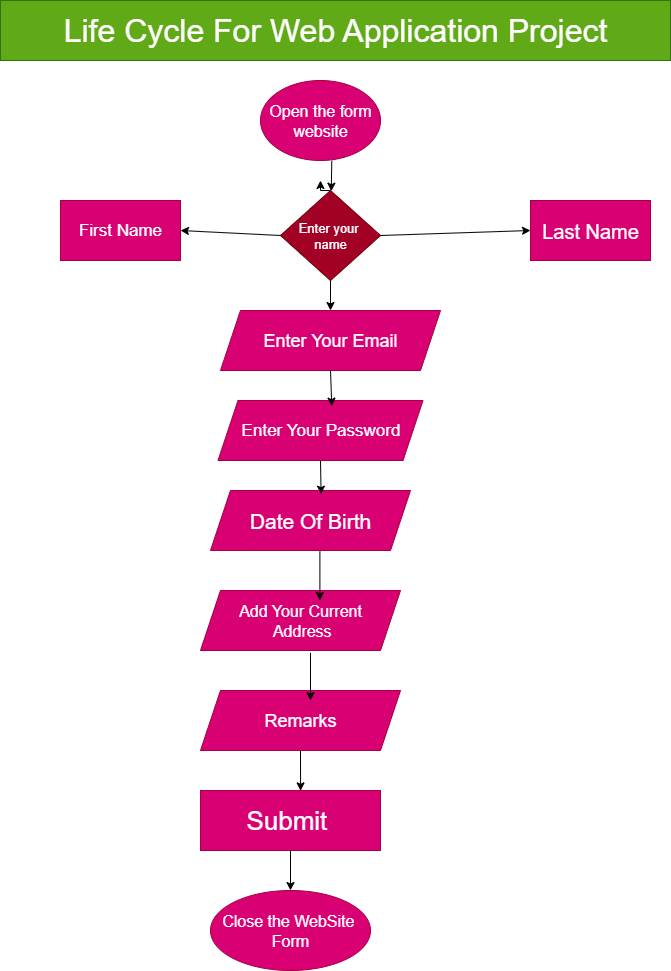 Life Cycle For Web Application Project
Open the form
website
First Name
Enter your
name
Last Name
Enter Your Email
Enter Your Password
Date Of Birth
Add Your Current
Address
Remarks
Submit
Close the WebSite
Form